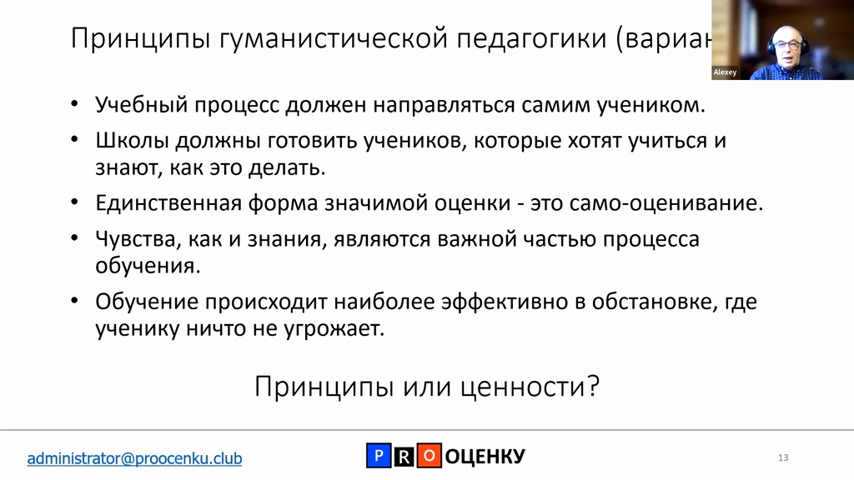 Принципы гуманистической педагогики (вариан
Alexey
• Учебный процесс должен направляться самим учеником.
• Школы должны готовить учеников, которые хотят учиться и
знают, как это делать.
• Единственная форма значимой оценки - это само-оценивание.
• Чувства, как и знания, являются важной частью процесса
обучения.
• Обучение происходит наиболее эффективно в обстановке, где
ученику ничто не угрожает.
Принципы или ценности?
administrator@proocenku.club
PRO ОЦЕНКУ
13